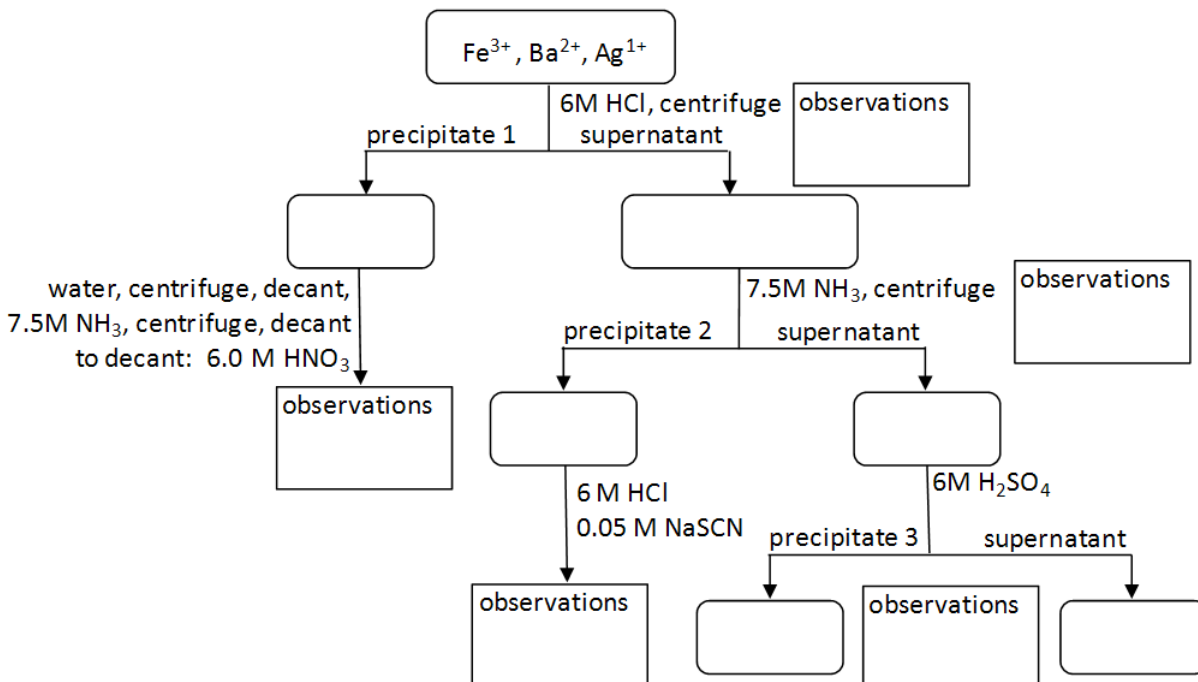 Fe³⁺, Ba²⁺, Ag¹⁺
6M HCl, centrifuge
observations
precipitate 1
supernatant
water, centrifuge, decant,
7.5M NH₃, centrifuge, decant
to decant: 6.0 M HNO₃
7.5M NH₃, centrifuge
observations
precipitate 2
supernatant
observations
6 M HCl
0.05 M NaSCN
6M H₂SO₄
precipitate 3
supernatant
observations
observations